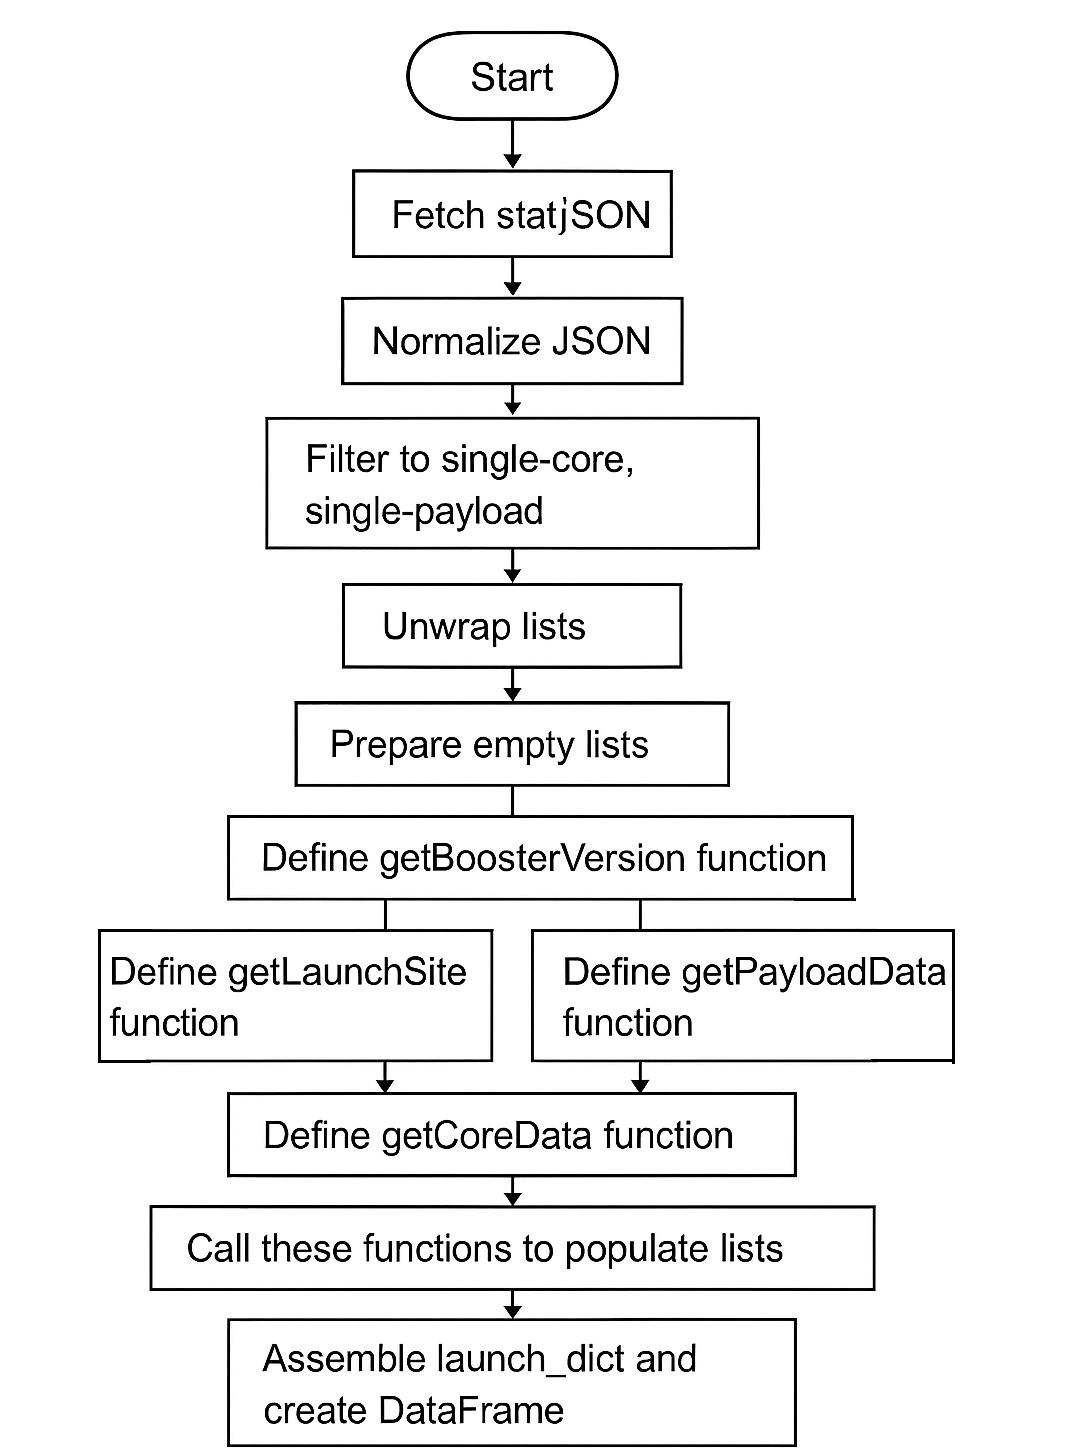 Start
Fetch statjSON
Normalize JSON
Filter to single-core,
single-payload
Unwrap lists
Prepare empty lists
Define getBoosterVersion function
Define getLaunchSite
function
Define getPayloadData
function
Define getCoreData function
Call these functions to populate lists
Assemble launch_dict and
create DataFrame